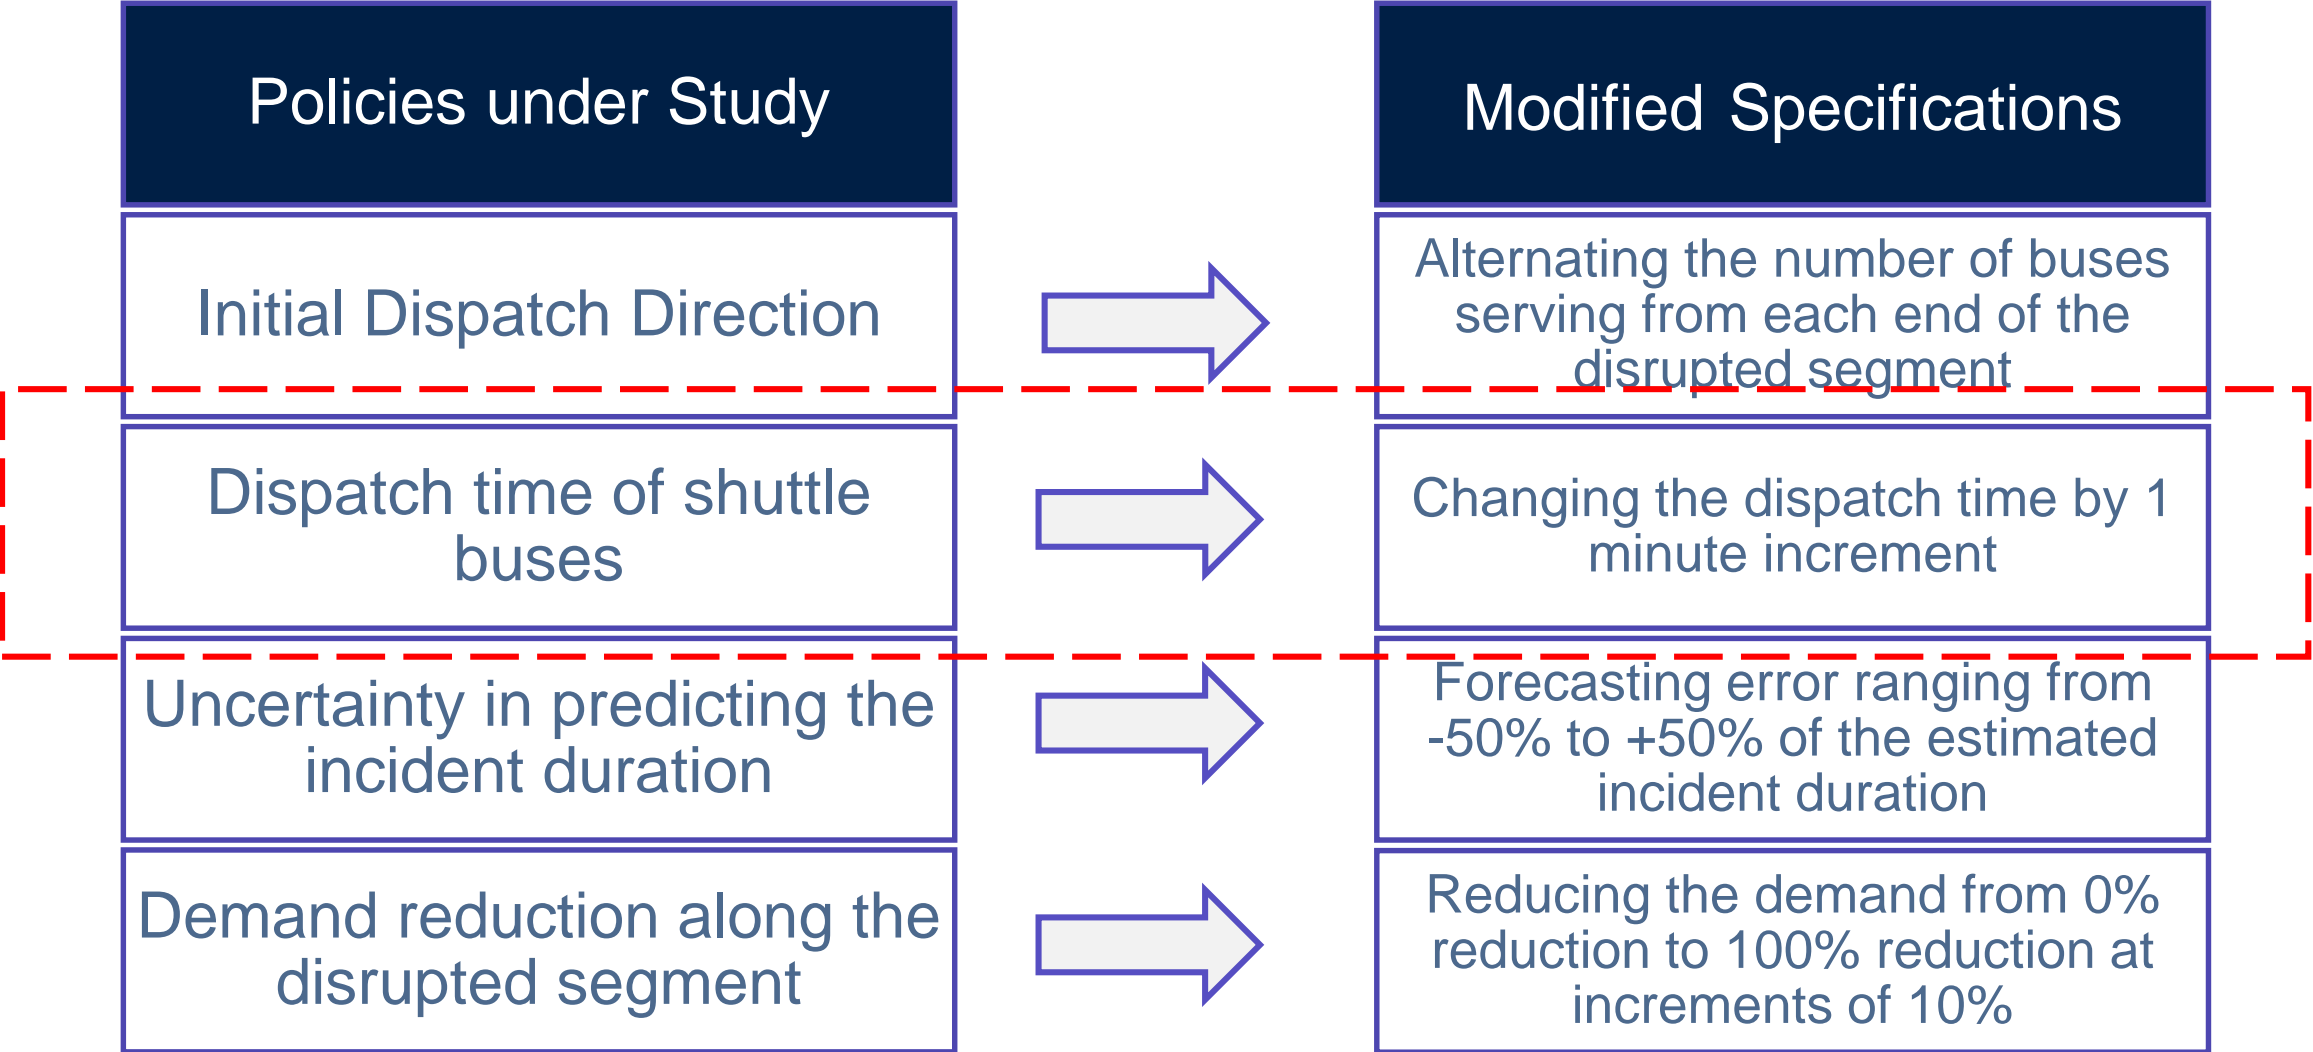 Policies under Study
Modified Specifications
Initial Dispatch Direction
Alternating the number of buses
serving from each end of the
disrupted segment
Dispatch time of shuttle
buses
Changing the dispatch time by 1
minute increment
Uncertainty in predicting the
incident duration
Forecasting error ranging from
-50% to +50% of the estimated
incident duration
Demand reduction along the
disrupted segment
Reducing the demand from 0%
reduction to 100% reduction at
increments of 10%